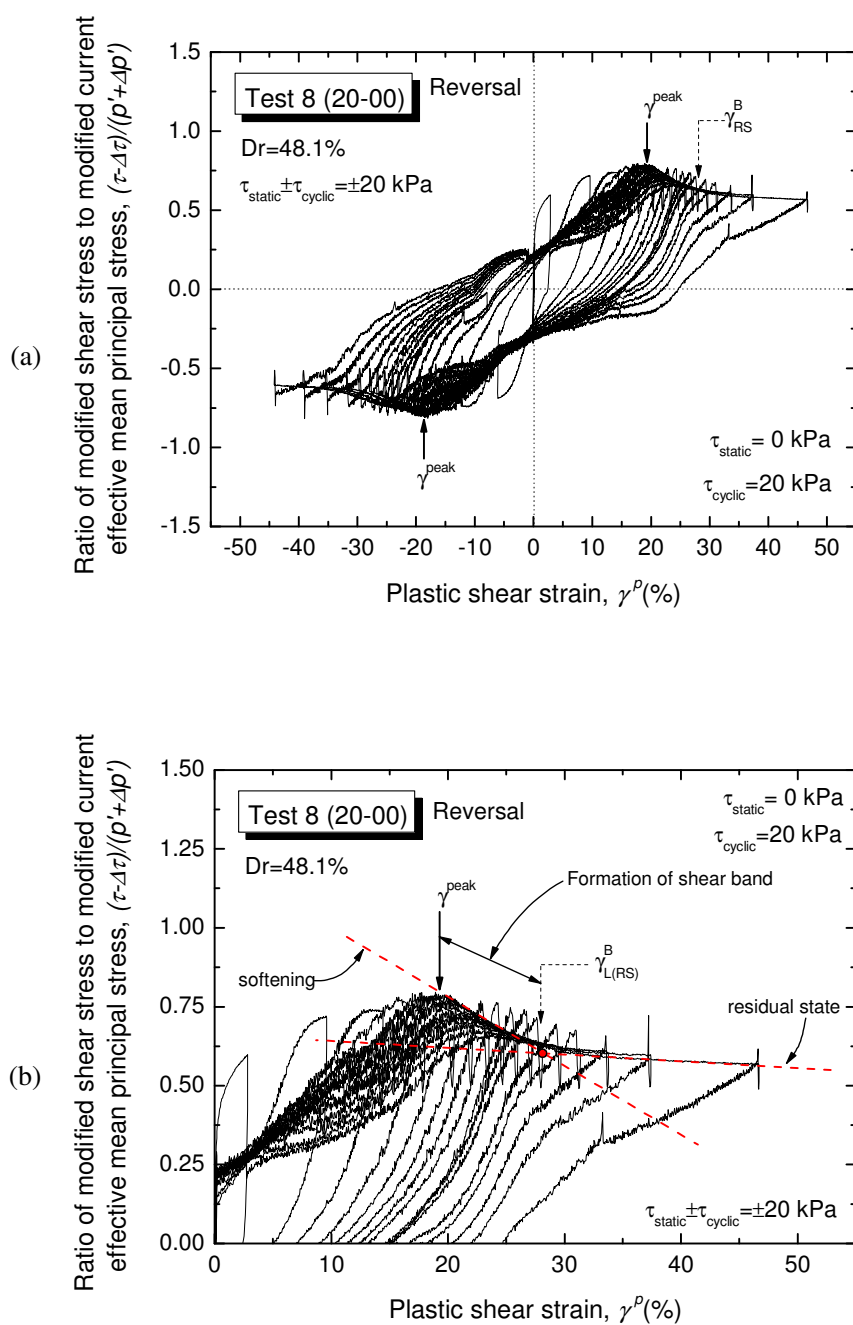 (a)
Ratio of modified shear stress to modified current
effective mean principal stress, (τ-Δτ)/(p'+Δp')
1.5
1.0
0.5
0.0
-0.5
-1.0
-1.5
Test 8 (20-00)
Reversal
Dr=48.1%
τstatic±τcyclic=±20 kPa
γpeak
γBRS
γpeak
τstatic= 0 kPa
τcyclic=20 kPa
-50 -40 -30 -20 -10 0 10 20 30 40 50
Plastic shear strain, γp(%)
(b)
Ratio of modified shear stress to modified current
effective mean principal stress, (τ-Δτ)/(p'+Δp')
1.50
1.25
1.00
0.75
0.50
0.25
0.00
Test 8 (20-00)
Reversal
τstatic= 0 kPa
τcyclic=20 kPa
Dr=48.1%
γpeak
Formation of shear band
softening
γBL(RS)
residual state
τstatic±τcyclic=±20 kPa
0 10 20 30 40 50
Plastic shear strain, γp(%)